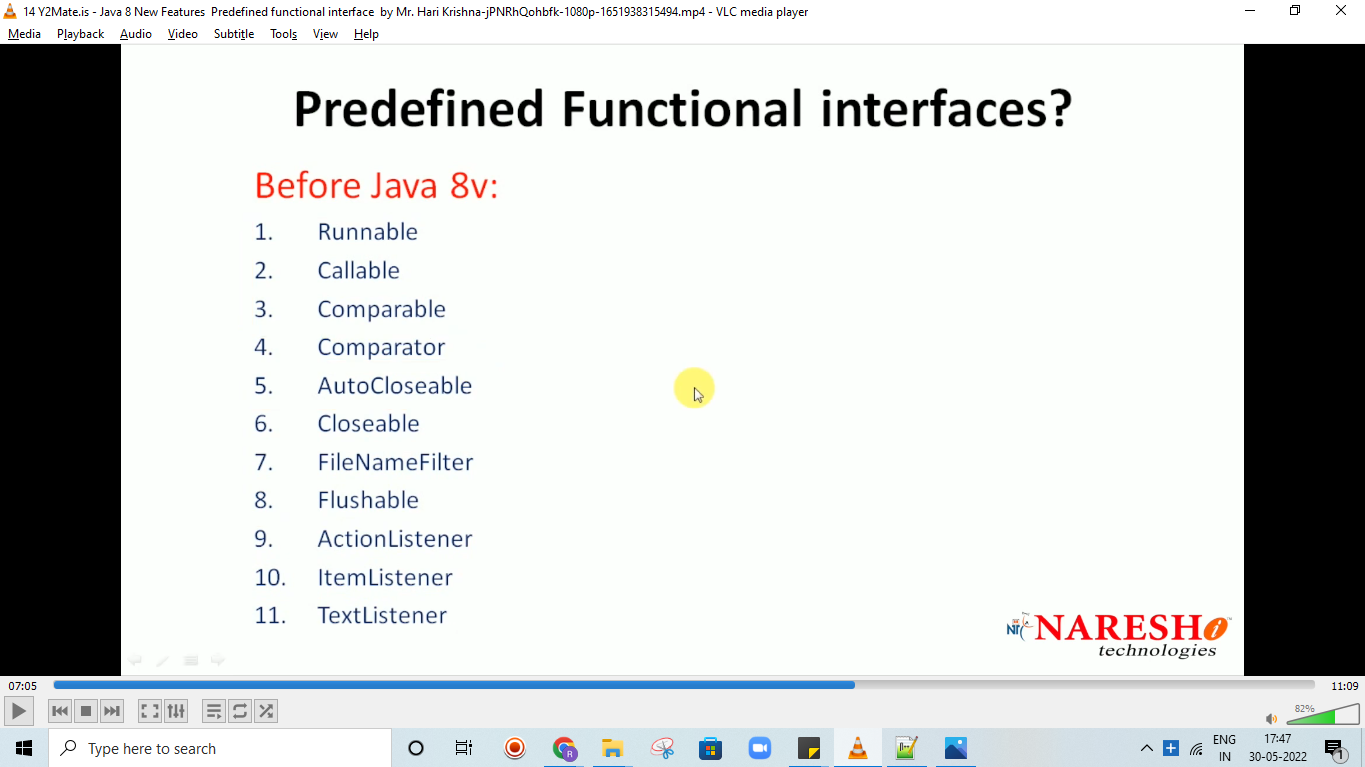 14 Y2Mate.is - Java 8 New Features  Predefined functional interface  by Mr. Hari Krishna-jPNRhQohbfk-1080p-1651938315494.mp4 - VLC media player
Media Playback Audio Video Subtitle Tools View Help
Predefined Functional interfaces?
Before Java 8v:
1. Runnable
2. Callable
3. Comparable
4. Comparator
5. AutoCloseable
6. Closeable
7. FileNameFilter
8. Flushable
9. ActionListener
10. ItemListener
11. TextListener
NT NARESH i
technologies
07:05 11:09
82%
Type here to search
ENG
IN
17:47
30-05-2022
1